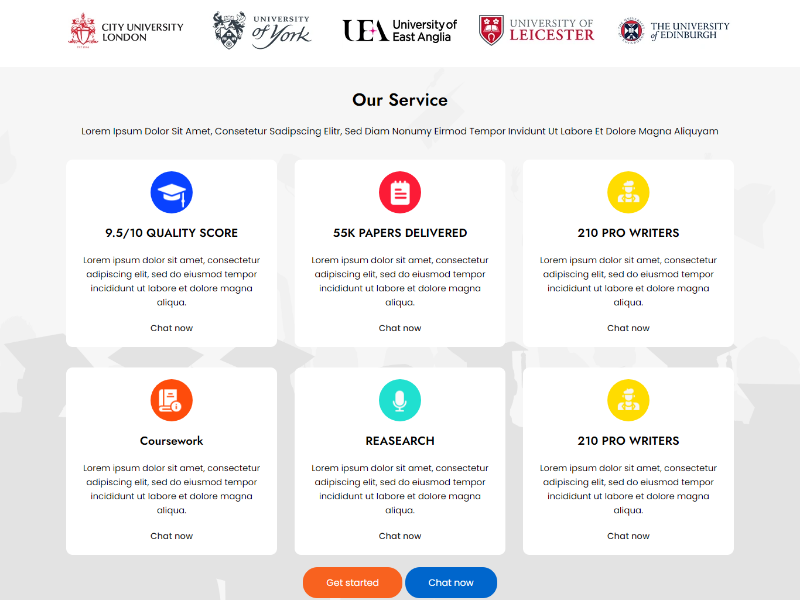 CITY UNIVERSITY
LONDON
UNIVERSITY
of York
UEA University of
East Anglia
UNIVERSITY OF
LEICESTER
THE UNIVERSITY
of EDINBURGH
Our Service
Lorem Ipsum Dolor Sit Amet, Consetetur Sadipscing Elitr, Sed Diam Nonumy Eirmod Tempor Invidunt Ut Labore Et Dolore Magna Aliquyam
9.5/10 QUALITY SCORE
Lorem ipsum dolor sit amet, consectetur
adipiscing elit, sed do eiusmod tempor
incididunt ut labore et dolore magna
aliqua.
Chat now
55K PAPERS DELIVERED
Lorem ipsum dolor sit amet, consectetur
adipiscing elit, sed do eiusmod tempor
incididunt ut labore et dolore magna
aliqua.
Chat now
210 PRO WRITERS
Lorem ipsum dolor sit amet, consectetur
adipiscing elit, sed do eiusmod tempor
incididunt ut labore et dolore magna
aliqua.
Chat now
Coursework
Lorem ipsum dolor sit amet, consectetur
adipiscing elit, sed do eiusmod tempor
incididunt ut labore et dolore magna
aliqua.
Chat now
REASEARCH
Lorem ipsum dolor sit amet, consectetur
adipiscing elit, sed do eiusmod tempor
incididunt ut labore et dolore magna
aliqua.
Chat now
210 PRO WRITERS
Lorem ipsum dolor sit amet, consectetur
adipiscing elit, sed do eiusmod tempor
incididunt ut labore et dolore magna
aliqua.
Chat now
Get started
Chat now